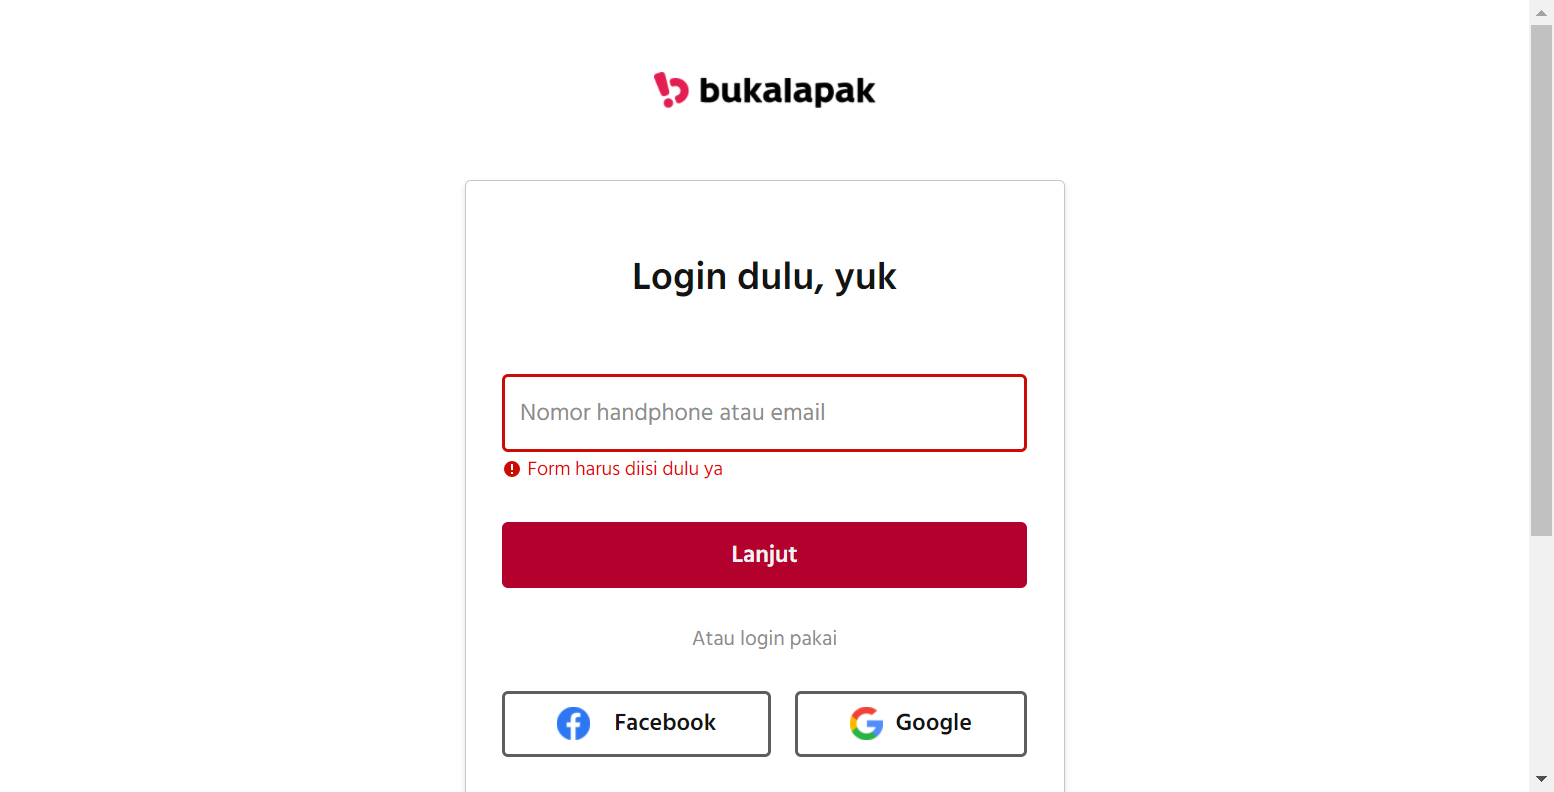 bukalapak
Login dulu, yuk
Nomor handphone atau email
Form harus diisi dulu ya
Lanjut
Atau login pakai
Facebook
Google